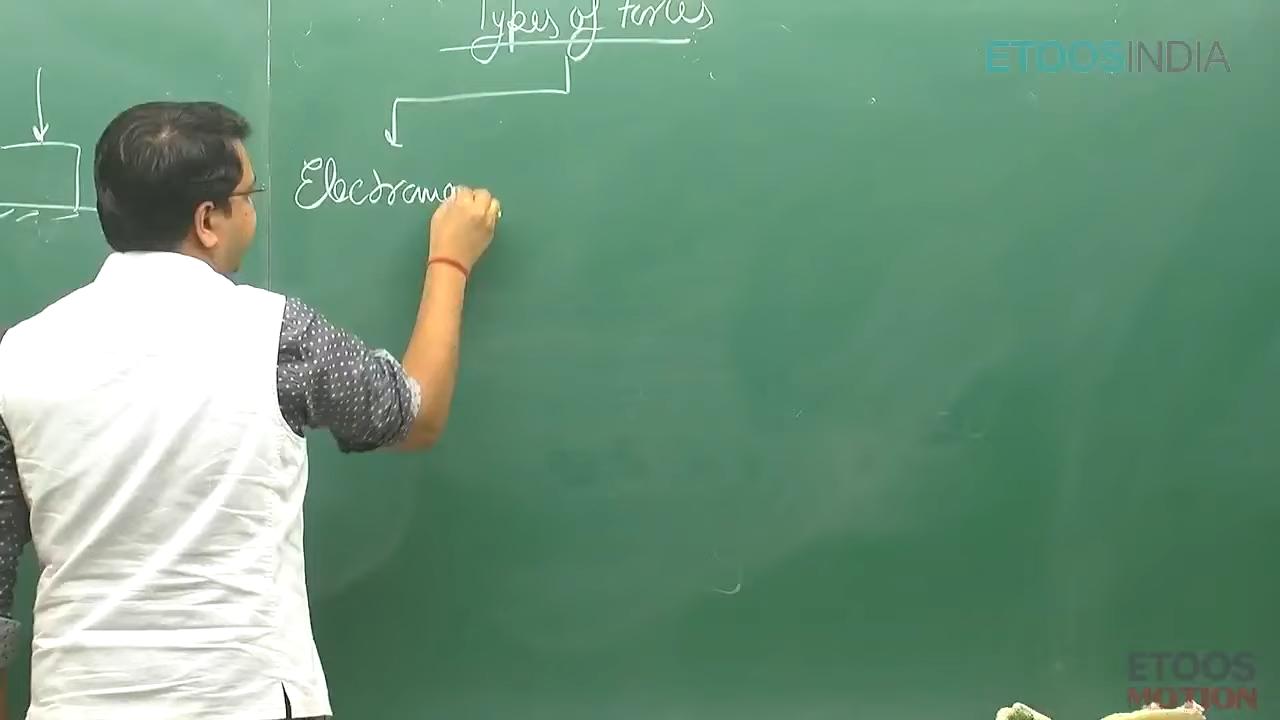 Types of Forces
ETOOSINDIA
Electroma
ETOOS
MOTION